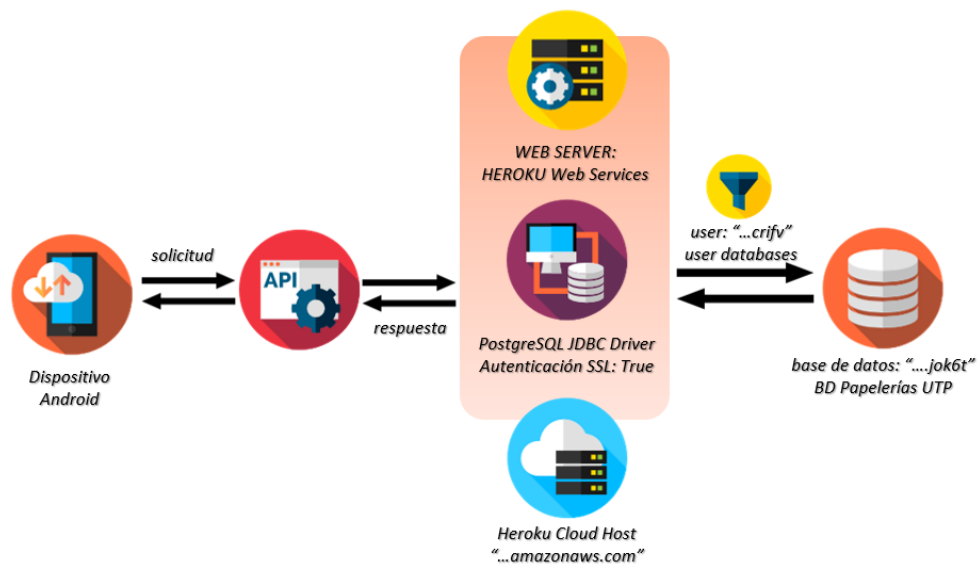 WEB SERVER:
HEROKU Web Services
solicitud
API
respuesta
Dispositivo
Android
PostgreSQL JDBC Driver
Autenticación SSL: True
user: “…crifv”
user databases
base de datos: “….jok6t”
BD Papelerías UTP
Heroku Cloud Host
“…amazonaws.com”